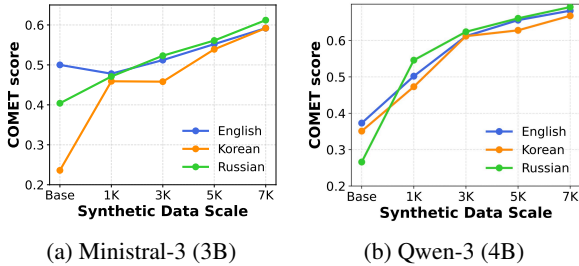 COMET score
0.6
0.5
0.4
0.3
0.2
English
Korean
Russian
Base 1K 3K 5K 7K
Synthetic Data Scale
(a) Ministral-3 (3B)
COMET score
0.6
0.5
0.4
0.3
0.2
English
Korean
Russian
Base 1K 3K 5K 7K
Synthetic Data Scale
(b) Qwen-3 (4B)